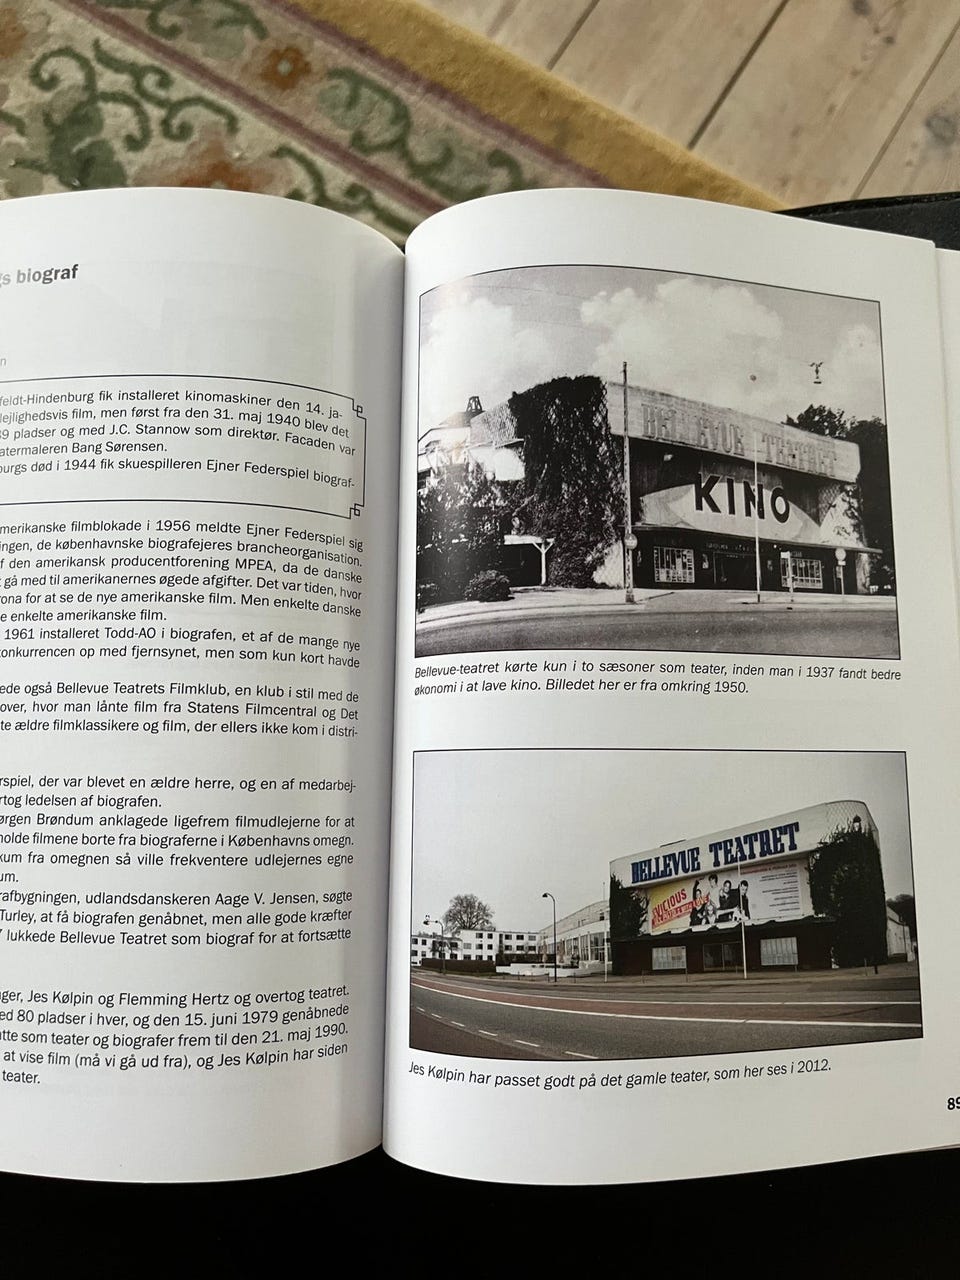 s biograf
n
feldt-Hindenburg fik installeret kinomaskiner den 14. ja-
lejlighedsvis film, men først fra den 31. maj 1940 blev det
9 pladser og med J.C. Stannow som direktør. Facaden var
atermaleren Bang Sørensen.
burgs død i 1944 fik skuespilleren Ejner Federspiel biograf-
merikanske filmblokade i 1956 meldte Ejner Federspiel sig
ingen, de københavnske biografejeres brancheorganisation.
f den amerikansk producentforening MPEA, da de danske
t gå med til amerikanernes øgede afgifter. Det var tiden, hvor
rona for at se de nye amerikanske film. Men enkelte danske
e enkelte amerikanske film.
1961 installeret Todd-AO i biografen, et af de mange nye
konkurrencen op med fjernsynet, men som kun kort havde
ede også Bellevue Teatrets Filmklub, en klub i stil med de
over, hvor man lånte film fra Statens Filmcentral og Det
te ældre filmklassikere og film, der ellers ikke kom i distri-
rspiel, der var blevet en ældre herre, og en af medarbej-
rtog ledelsen af biografen.
ørgen Brøndum anklagede ligefrem filmudlejerne for at
holde filmene borte fra biograferne i Københavns omegn.
kum fra omegnen så ville frekventere udlejernes egne
um.
rafbygningen, udlandsdanskeren Aage V. Jensen, søgte
Turley, at få biografen genåbnet, men alle gode kræfter
7 lukkede Bellevue Teatret som biograf for at fortsætte
ger, Jes Kølpin og Flemming Hertz og overtog teatret.
ed 80 pladser i hver, og den 15. juni 1979 genåbnede
tte som teater og biografer frem til den 21. maj 1990.
at vise film (må vi gå ud fra), og Jes Kølpin har siden
teater.
BELLEVUE TEATRET
KINO
Bellevue-teatret kørte kun i to sæsoner som teater, inden man i 1937 fandt bedre
økonomi i at lave kino. Billedet her er fra omkring 1950.
BELLEVUE TEATRET
VICIOUS
Jes Kølpin har passet godt på det gamle teater, som her ses i 2012.
89